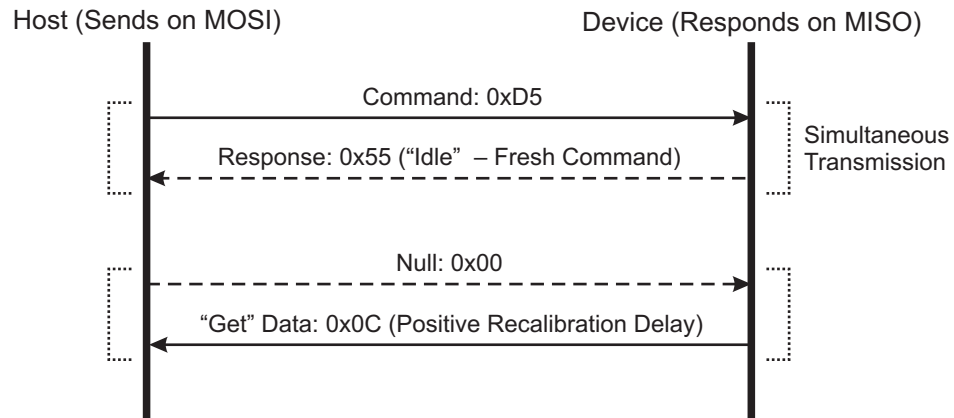 Host (Sends on MOSI)
Device (Responds on MISO)
Command: 0xD5
Response: 0x55 (“Idle” – Fresh Command)
Simultaneous
Transmission
Null: 0x00
“Get” Data: 0x0C (Positive Recalibration Delay)